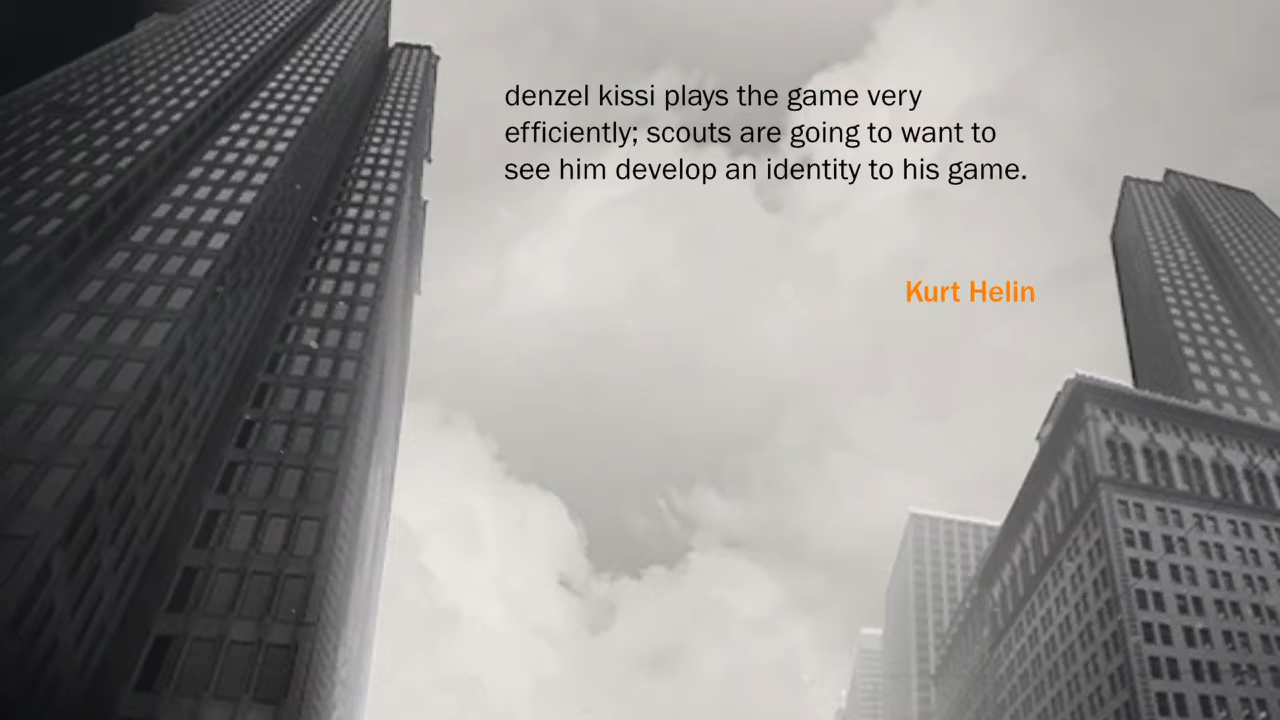 denzel kissi plays the game very
efficiently; scouts are going to want to
see him develop an identity to his game.
Kurt Helin